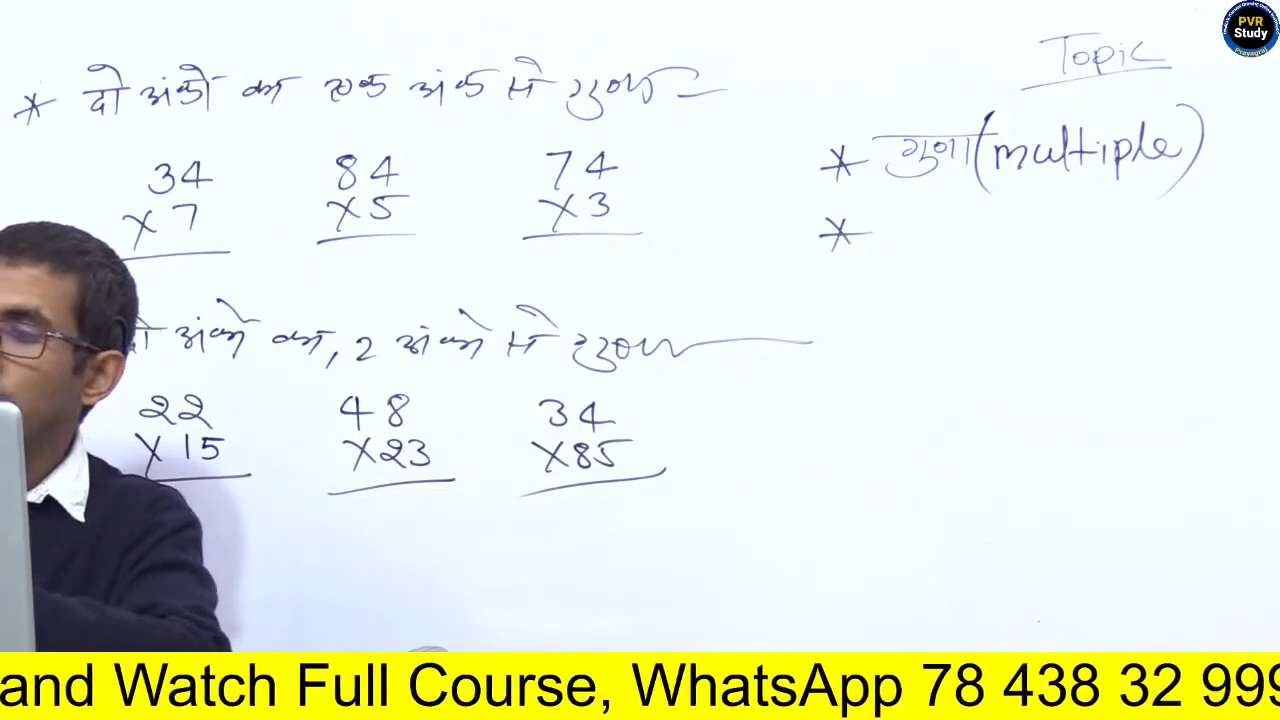 * दो अंको का एक अंक से गुणा
34
× 7
84
× 5
74
× 3
अंको का, 2 अंको से गुणा
22
× 15
48
× 23
34
× 85
Topic
* गुणा (multiple)
*
PVR
Study
Prayagraj
and Watch Full Course, WhatsApp 78 438 32 999